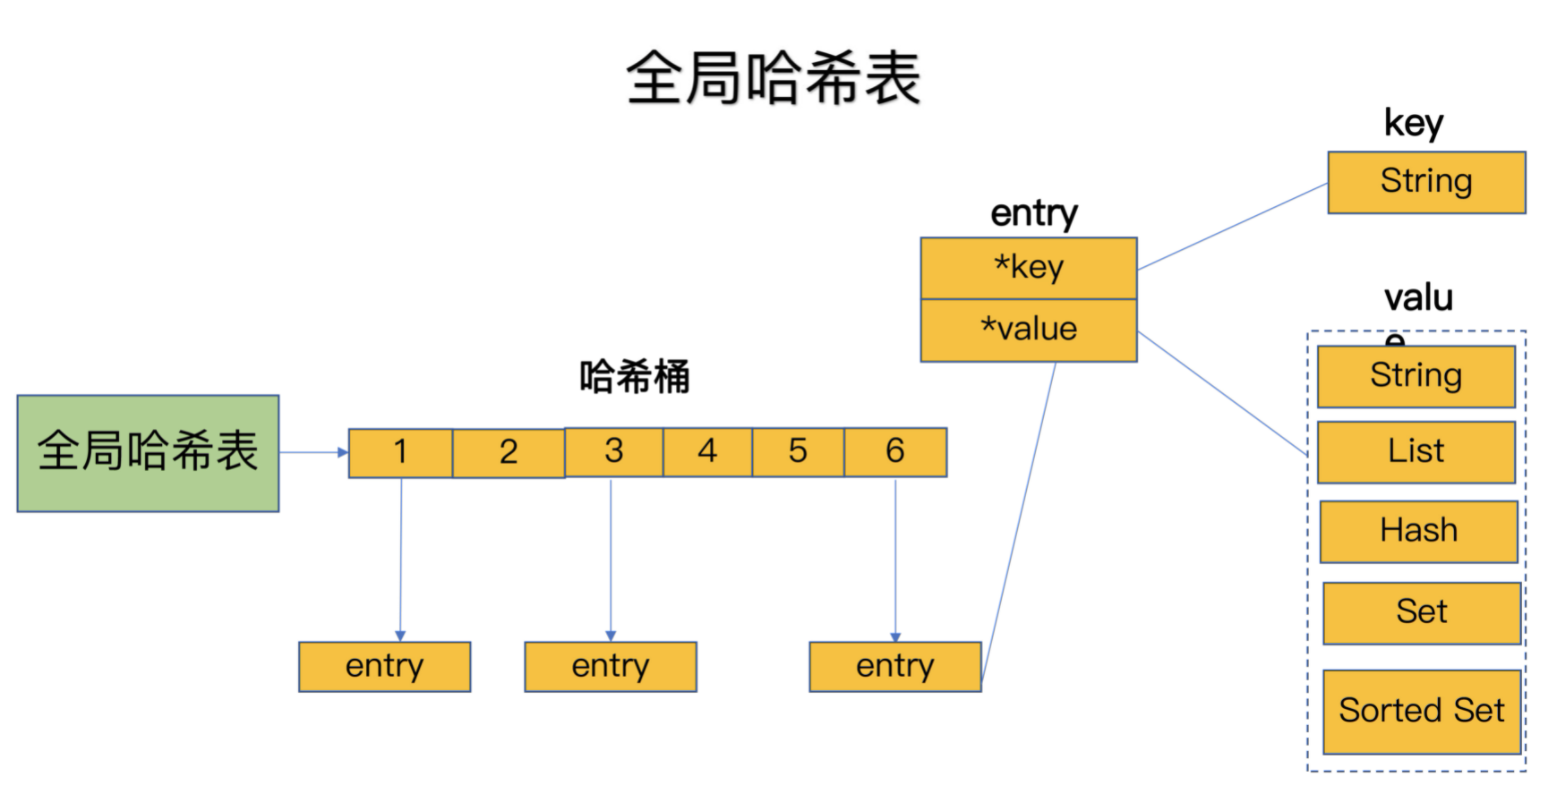 全局哈希表
key
String
entry
*key
*value
valu
e
String
List
Hash
Set
Sorted Set
哈希桶
全局哈希表
1 2 3 4 5 6
entry entry entry